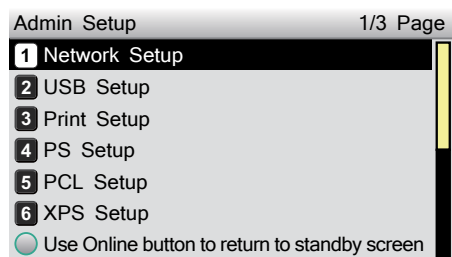 Admin Setup 1/3 Page
1 Network Setup
2 USB Setup
3 Print Setup
4 PS Setup
5 PCL Setup
6 XPS Setup
Use Online button to return to standby screen